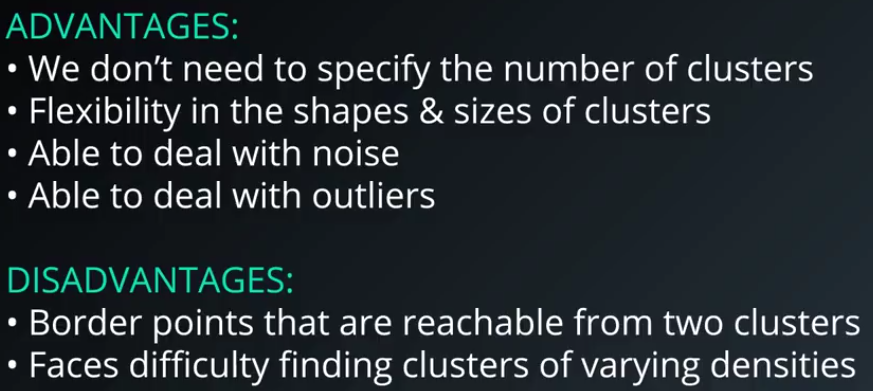 ADVANTAGES:
• We don't need to specify the number of clusters
• Flexibility in the shapes & sizes of clusters
• Able to deal with noise
• Able to deal with outliers
DISADVANTAGES:
• Border points that are reachable from two clusters
• Faces difficulty finding clusters of varying densities